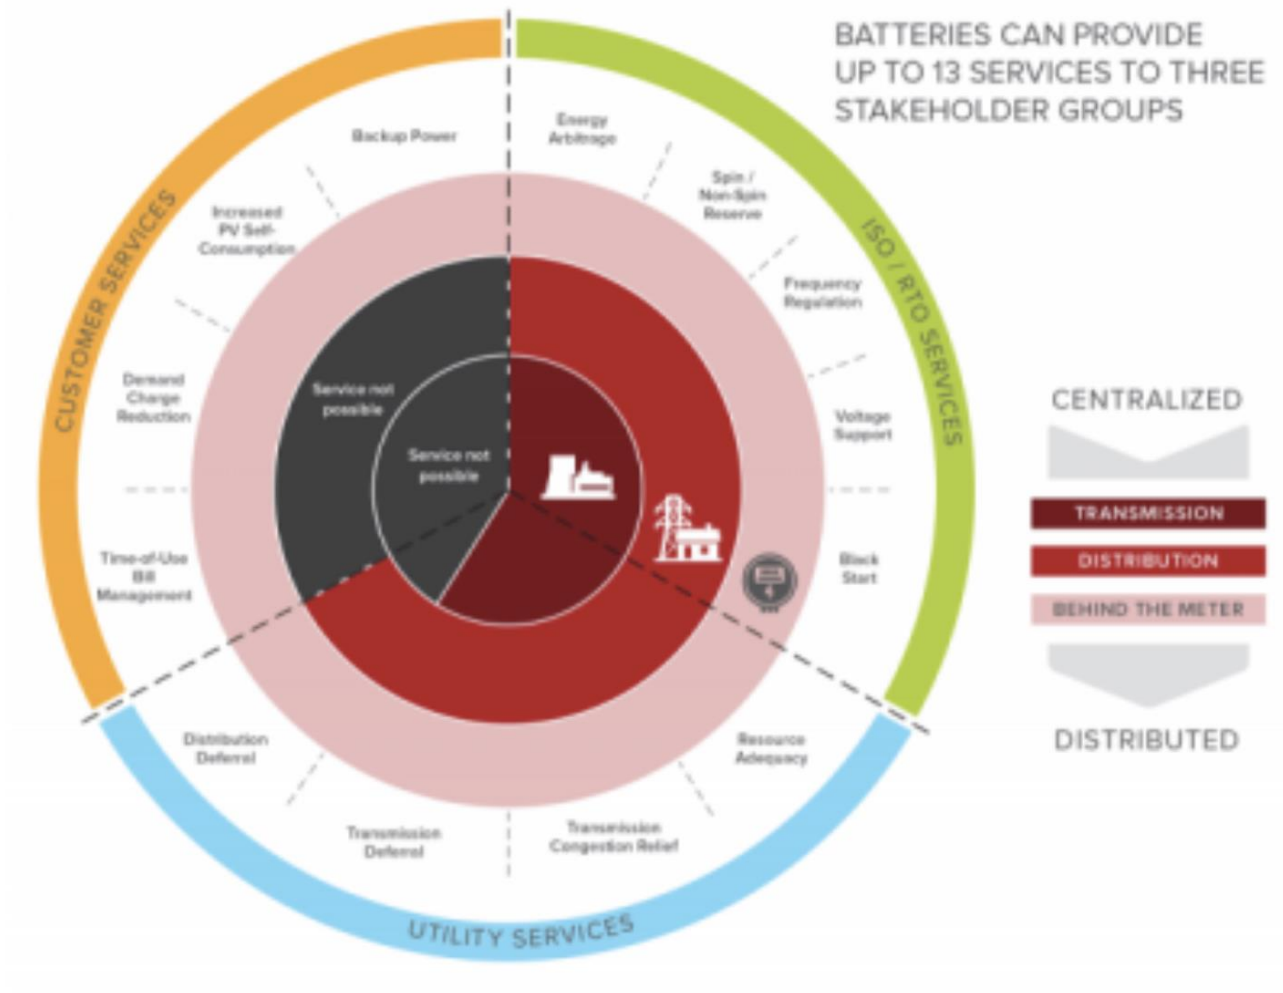 BATTERIES CAN PROVIDE
UP TO 13 SERVICES TO THREE
STAKEHOLDER GROUPS
CUSTOMER SERVICES
ISO / RTO SERVICES
UTILITY SERVICES
Backup Power
Increased
PV Self-
Consumption
Demand
Charge
Reduction
Time-of-Use
Bill
Management
Energy
Arbitrage
Spin /
Non-Spin
Reserve
Frequency
Regulation
Voltage
Support
Black
Start
Resource
Adequacy
Transmission
Congestion Relief
Transmission
Deferral
Distribution
Deferral
Service not
possible
Service not
possible
CENTRALIZED
TRANSMISSION
DISTRIBUTION
BEHIND THE METER
DISTRIBUTED